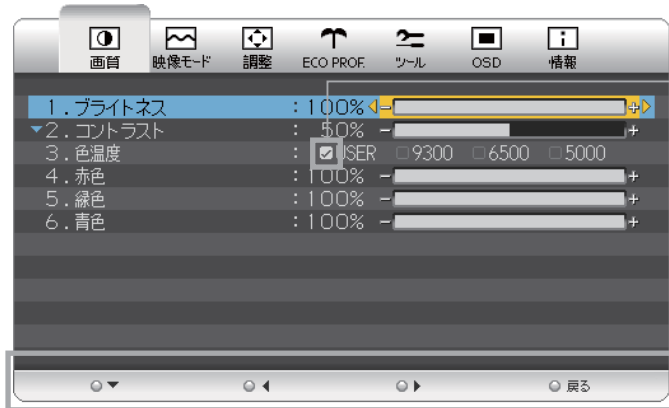 画質 映像モード 調整 ECO PROF. ツール OSD 情報
1.ブライトネス :100% - +
▼2.コントラスト : 50% - +
3.色温度 : USER 9300 6500 5000
4.赤色 :100% - +
5.緑色 :100% - +
6.青色 :100% - +
戻る